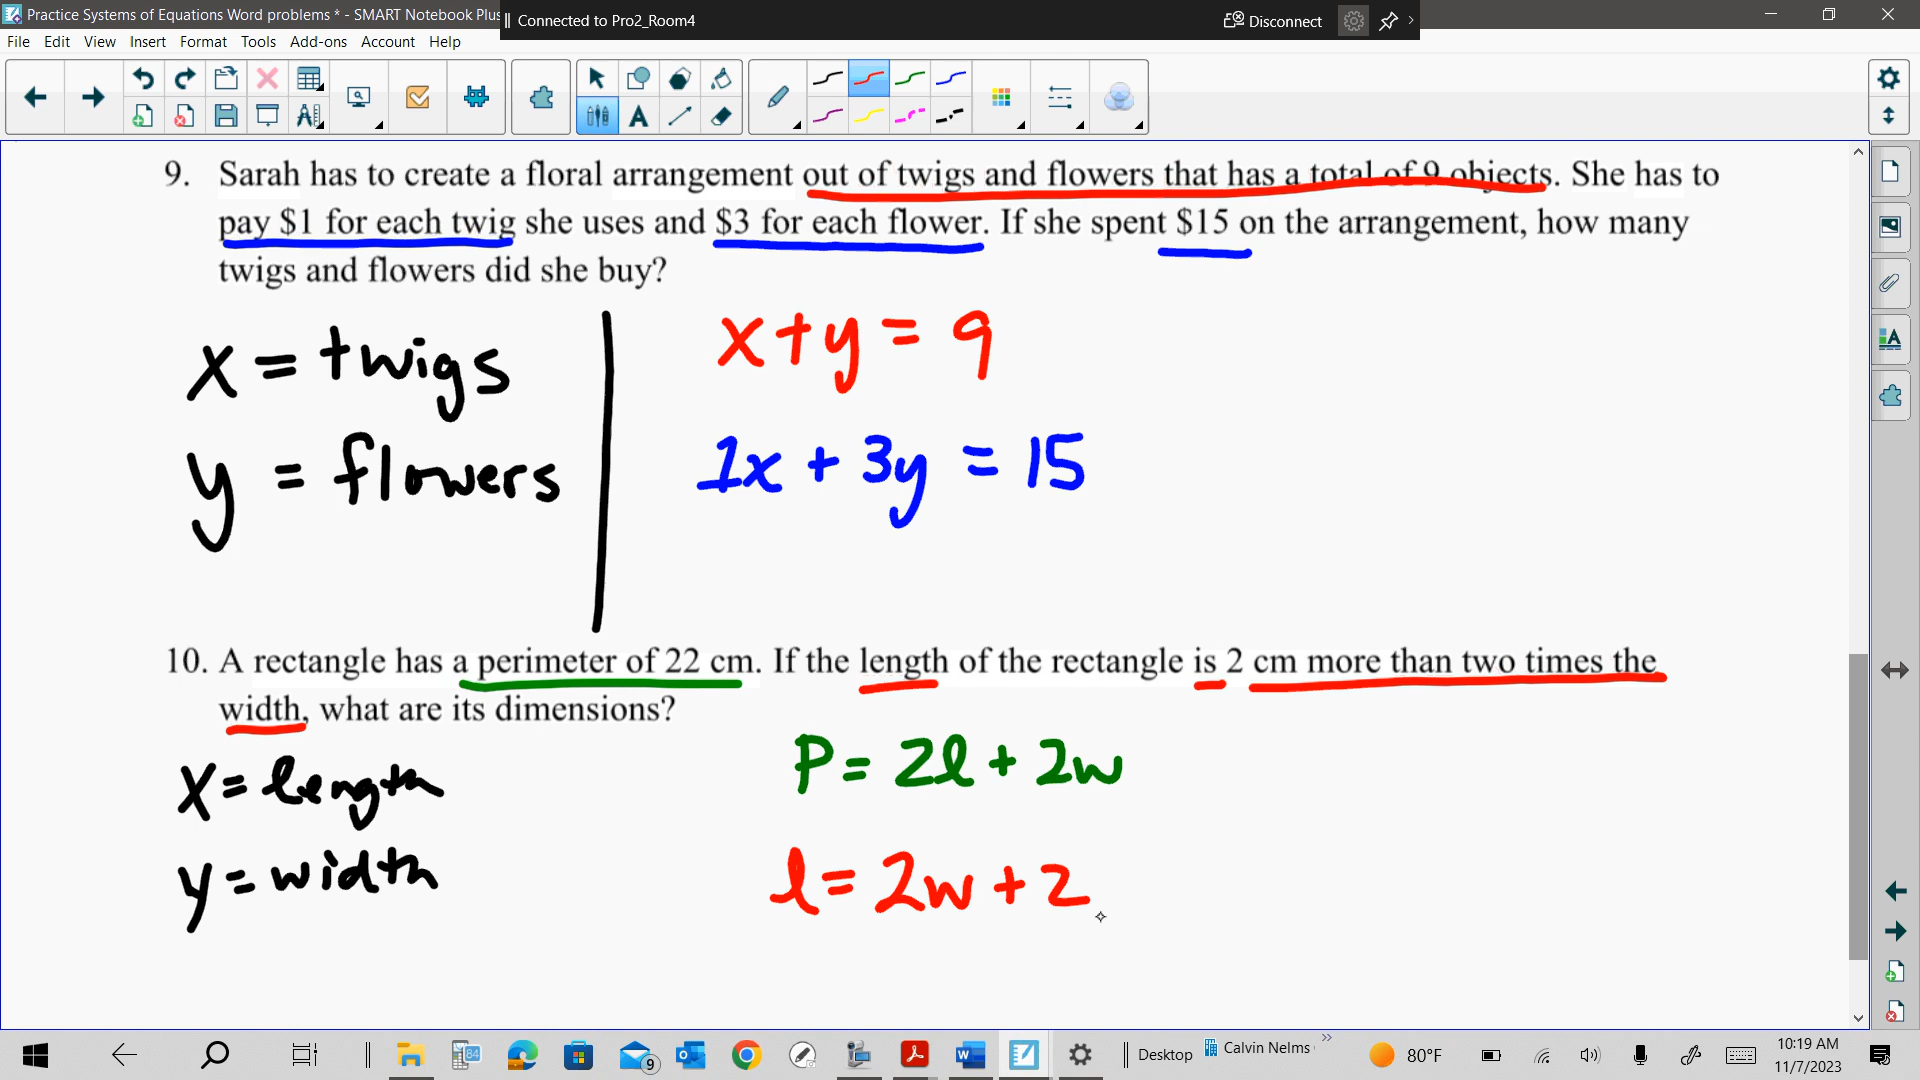 Practice Systems of Equations Word problems * - SMART Notebook Plus
Connected to Pro2_Room4
Disconnect
File Edit View Insert Format Tools Add-ons Account Help
9. Sarah has to create a floral arrangement out of twigs and flowers that has a total of 9 objects. She has to
pay $1 for each twig she uses and $3 for each flower. If she spent $15 on the arrangement, how many
twigs and flowers did she buy?
x = twigs
x + y = 9
y = flowers
1x + 3y = 15
10. A rectangle has a perimeter of 22 cm. If the length of the rectangle is 2 cm more than two times the
width, what are its dimensions?
x = length
P = 2l + 2w
y = width
l = 2w + 2
84
9
Desktop
Calvin Nelms
80°F
10:19 AM
11/7/2023